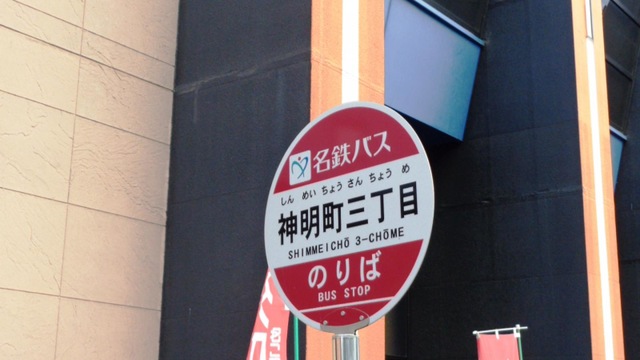 名鉄バス
しん めい ちょう さん ちょう め
神明町三丁目
SHIMMEICHŌ 3-CHŌME
のりば
BUS STOP